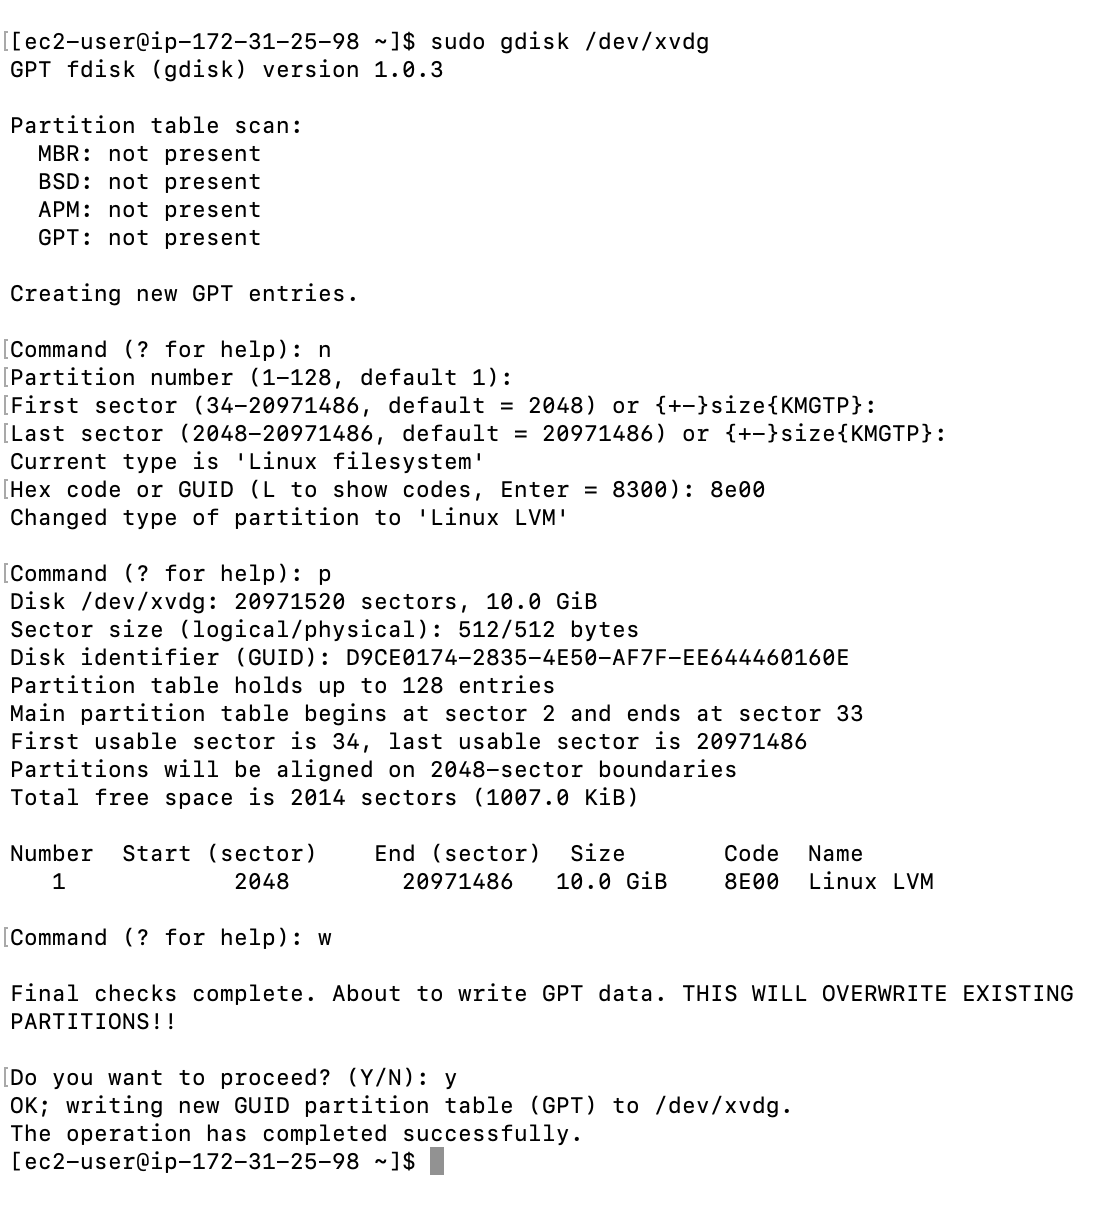 [[ec2-user@ip-172-31-25-98 ~]$ sudo gdisk /dev/xvdg
GPT fdisk (gdisk) version 1.0.3
Partition table scan:
  MBR: not present
  BSD: not present
  APM: not present
  GPT: not present
Creating new GPT entries.
[Command (? for help): n
[Partition number (1-128, default 1):
[First sector (34-20971486, default = 2048) or {+-}size{KMGTP}:
[Last sector (2048-20971486, default = 20971486) or {+-}size{KMGTP}:
Current type is 'Linux filesystem'
[Hex code or GUID (L to show codes, Enter = 8300): 8e00
Changed type of partition to 'Linux LVM'
[Command (? for help): p
Disk /dev/xvdg: 20971520 sectors, 10.0 GiB
Sector size (logical/physical): 512/512 bytes
Disk identifier (GUID): D9CE0174-2835-4E50-AF7F-EE644460160E
Partition table holds up to 128 entries
Main partition table begins at sector 2 and ends at sector 33
First usable sector is 34, last usable sector is 20971486
Partitions will be aligned on 2048-sector boundaries
Total free space is 2014 sectors (1007.0 KiB)
Number  Start (sector)    End (sector)  Size       Code  Name
   1            2048        20971486   10.0 GiB    8E00  Linux LVM
[Command (? for help): w
Final checks complete. About to write GPT data. THIS WILL OVERWRITE EXISTING
PARTITIONS!!
[Do you want to proceed? (Y/N): y
OK; writing new GUID partition table (GPT) to /dev/xvdg.
The operation has completed successfully.
[ec2-user@ip-172-31-25-98 ~]$